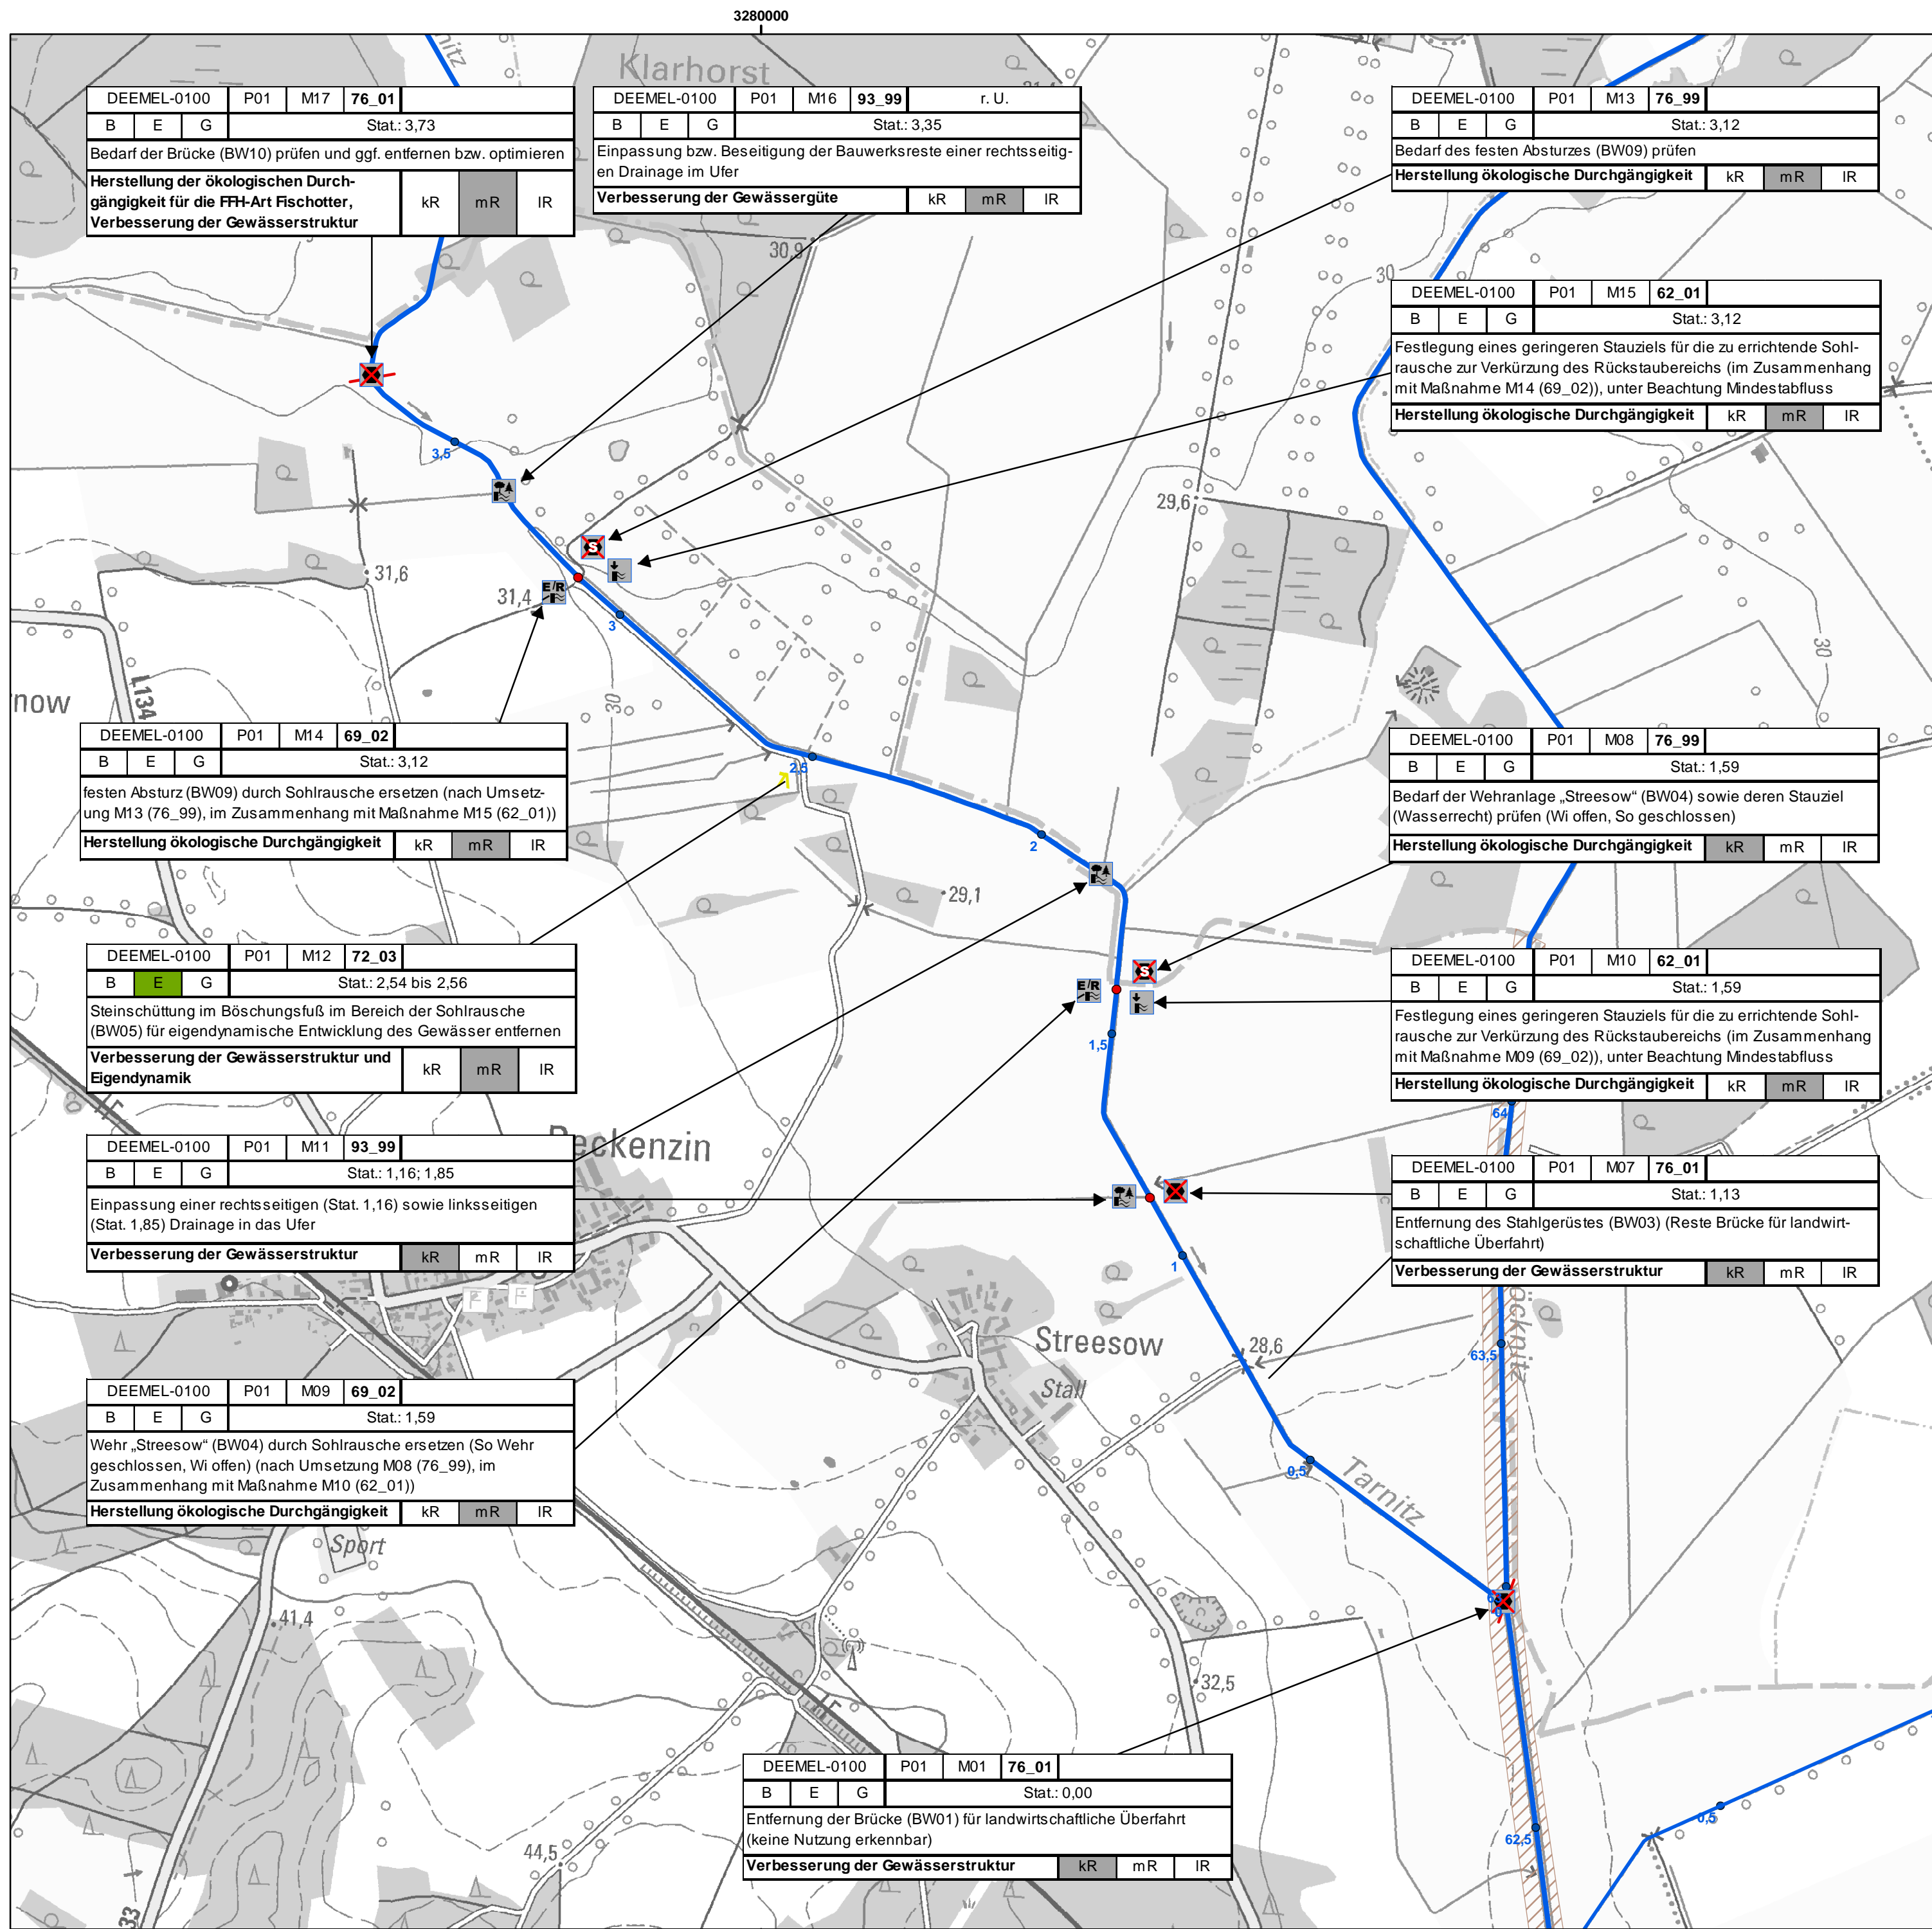 3280000
Klarhorst
DEEMEL-0100 P01 M17 76_01
B E G Stat.: 3,73
Bedarf der Brücke (BW10) prüfen und ggf. entfernen bzw. optimieren
Herstellung der ökologischen Durch-
gängigkeit für die FFH-Art Fischotter,
Verbesserung der Gewässerstruktur
kR mR lR
DEEMEL-0100 P01 M16 93_99 r. U.
B E G Stat.: 3,35
Einpassung bzw. Beseitigung der Bauwerksreste einer rechtsseitig-
en Drainage im Ufer
Verbesserung der Gewässergüte kR mR lR
DEEMEL-0100 P01 M13 76_99
B E G Stat.: 3,12
Bedarf des festen Absturzes (BW09) prüfen
Herstellung ökologische Durchgängigkeit kR mR lR
30,9
30
DEEMEL-0100 P01 M15 62_01
B E G Stat.: 3,12
Festlegung eines geringeren Stauziels für die zu errichtende Sohl-
rausche zur Verkürzung des Rückstaubereichs (im Zusammenhang
mit Maßnahme M14 (69_02)), unter Beachtung Mindestabfluss
Herstellung ökologische Durchgängigkeit kR mR lR
3,5
29,6
S
31,6
E/R
31,4
3
30
30
now
L134
DEEMEL-0100 P01 M14 69_02
B E G Stat.: 3,12
festen Absturz (BW09) durch Sohlrausche ersetzen (nach Umsetz-
ung M13 (76_99), im Zusammenhang mit Maßnahme M15 (62_01))
Herstellung ökologische Durchgängigkeit kR mR lR
2,5
DEEMEL-0100 P01 M08 76_99
B E G Stat.: 1,59
Bedarf der Wehranlage „Streesow“ (BW04) sowie deren Stauziel
(Wasserrecht) prüfen (Wi offen, So geschlossen)
Herstellung ökologische Durchgängigkeit kR mR lR
2
29,1
DEEMEL-0100 P01 M12 72_03
B E G Stat.: 2,54 bis 2,56
Steinschüttung im Böschungsfuß im Bereich der Sohlrausche
(BW05) für eigendynamische Entwicklung des Gewässer entfernen
Verbesserung der Gewässerstruktur und
Eigendynamik
kR mR lR
S
E/R
1,5
DEEMEL-0100 P01 M10 62_01
B E G Stat.: 1,59
Festlegung eines geringeren Stauziels für die zu errichtende Sohl-
rausche zur Verkürzung des Rückstaubereichs (im Zusammenhang
mit Maßnahme M09 (69_02)), unter Beachtung Mindestabfluss
Herstellung ökologische Durchgängigkeit kR mR lR
64
Reckenzin
DEEMEL-0100 P01 M11 93_99
B E G Stat.: 1,16; 1,85
Einpassung einer rechtsseitigen (Stat. 1,16) sowie linksseitigen
(Stat. 1,85) Drainage in das Ufer
Verbesserung der Gewässerstruktur kR mR lR
DEEMEL-0100 P01 M07 76_01
B E G Stat.: 1,13
Entfernung des Stahlgerüstes (BW03) (Reste Brücke für landwirt-
schaftliche Überfahrt)
Verbesserung der Gewässerstruktur kR mR lR
1
Streesow
Stall
28,6
63,5
öcknitz
DEEMEL-0100 P01 M09 69_02
B E G Stat.: 1,59
Wehr „Streesow“ (BW04) durch Sohlrausche ersetzen (So Wehr
geschlossen, Wi offen) (nach Umsetzung M08 (76_99), im
Zusammenhang mit Maßnahme M10 (62_01))
Herstellung ökologische Durchgängigkeit kR mR lR
0,5
Tarnitz
Sport
41,4
32,5
DEEMEL-0100 P01 M01 76_01
B E G Stat.: 0,00
Entfernung der Brücke (BW01) für landwirtschaftliche Überfahrt
(keine Nutzung erkennbar)
Verbesserung der Gewässerstruktur kR mR lR
0,5
62,5
44,5
33